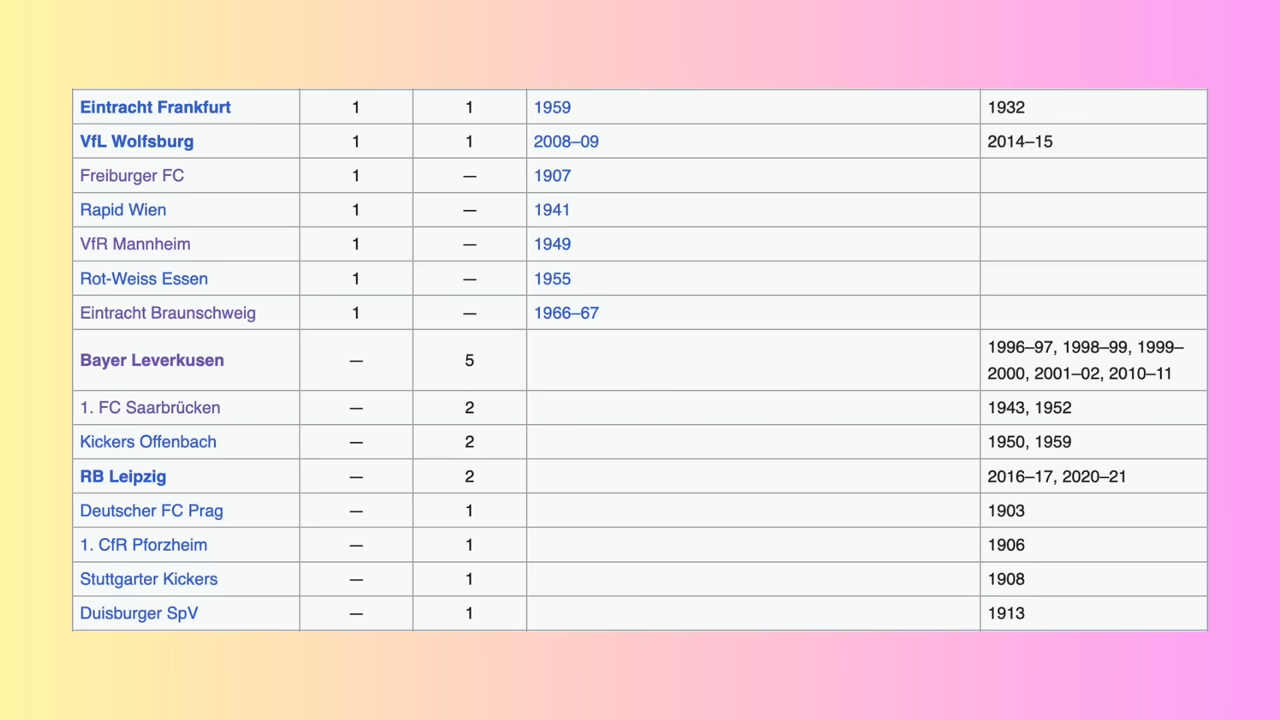 Eintracht Frankfurt 1 1 1959 1932
VfL Wolfsburg 1 1 2008–09 2014–15
Freiburger FC 1 — 1907
Rapid Wien 1 — 1941
VfR Mannheim 1 — 1949
Rot-Weiss Essen 1 — 1955
Eintracht Braunschweig 1 — 1966–67
Bayer Leverkusen — 5 1996–97, 1998–99, 1999–
2000, 2001–02, 2010–11
1. FC Saarbrücken — 2 1943, 1952
Kickers Offenbach — 2 1950, 1959
RB Leipzig — 2 2016–17, 2020–21
Deutscher FC Prag — 1 1903
1. CfR Pforzheim — 1 1906
Stuttgarter Kickers — 1 1908
Duisburger SpV — 1 1913